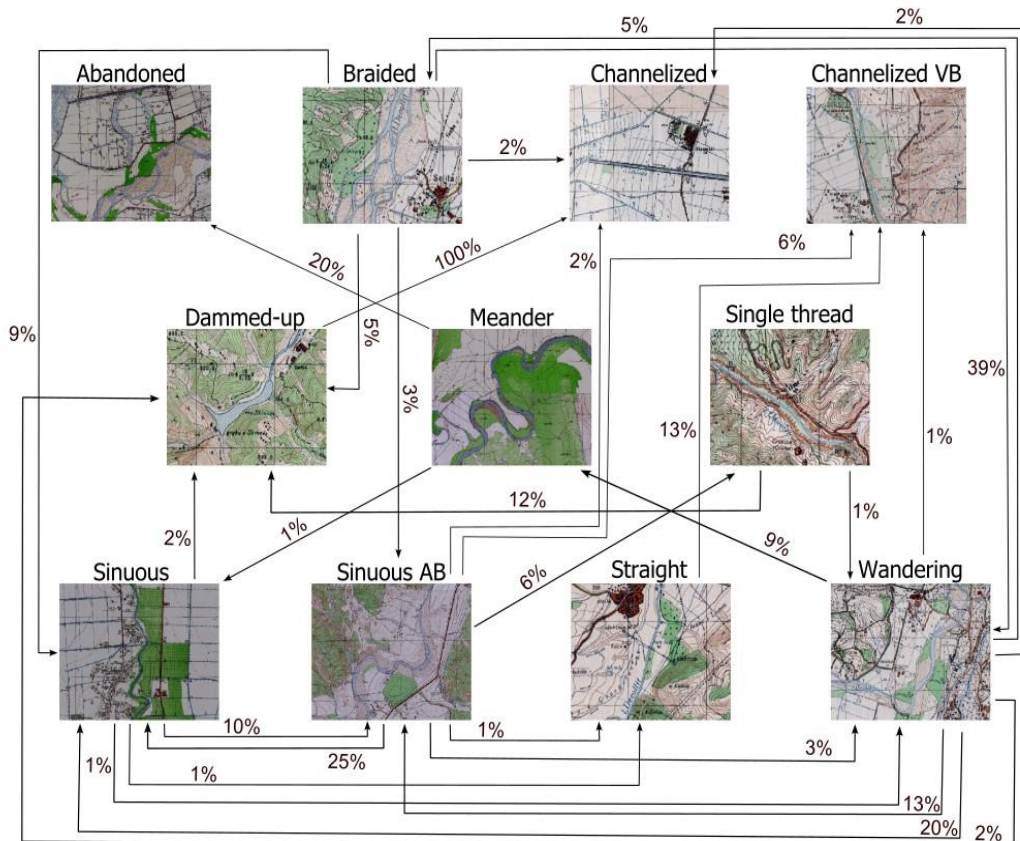 2%
5%
Abandoned
Braided
Channelized
Channelized VB
2%
6%
2%
20%
100%
Dammed-up
Meander
Single thread
9%
5%
39%
3%
13%
1%
12%
1%
2%
1%
9%
Sinuous
Sinuous AB
6%
Straight
Wandering
10%
1%
3%
1%
25%
1%
13%
20%
2%